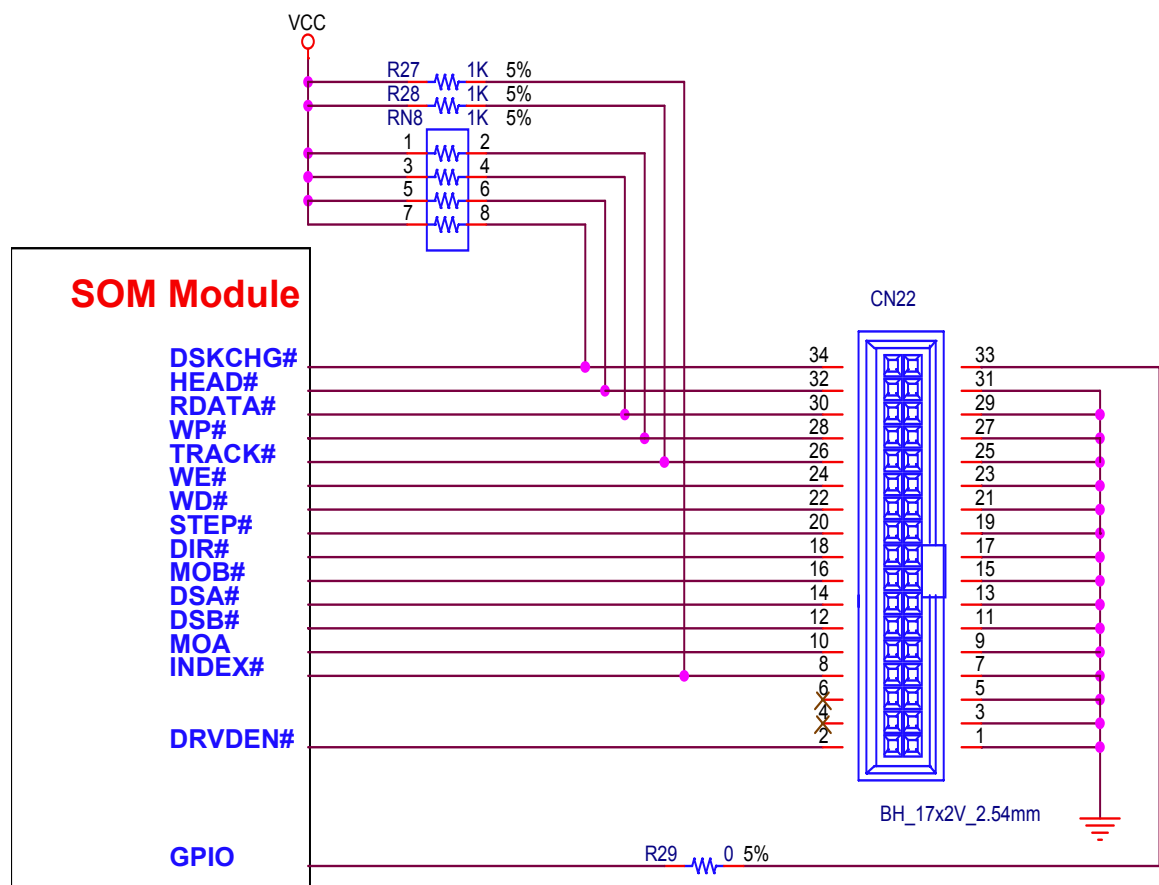 VCC
R27 1K 5%
R28 1K 5%
RN8 1K 5%
1 2
3 4
5 6
7 8
SOM Module
CN22
DSKCHG# 34 33
HEAD# 32 31
RDATA# 30 29
WP# 28 27
TRACK# 26 25
WE# 24 23
WD# 22 21
STEP# 20 19
DIR# 18 17
MOB# 16 15
DSA# 14 13
DSB# 12 11
MOA 10 9
INDEX# 8 7
6 5
4 3
DRVDEN# 2 1
BH_17x2V_2.54mm
GPIO R29 0 5%